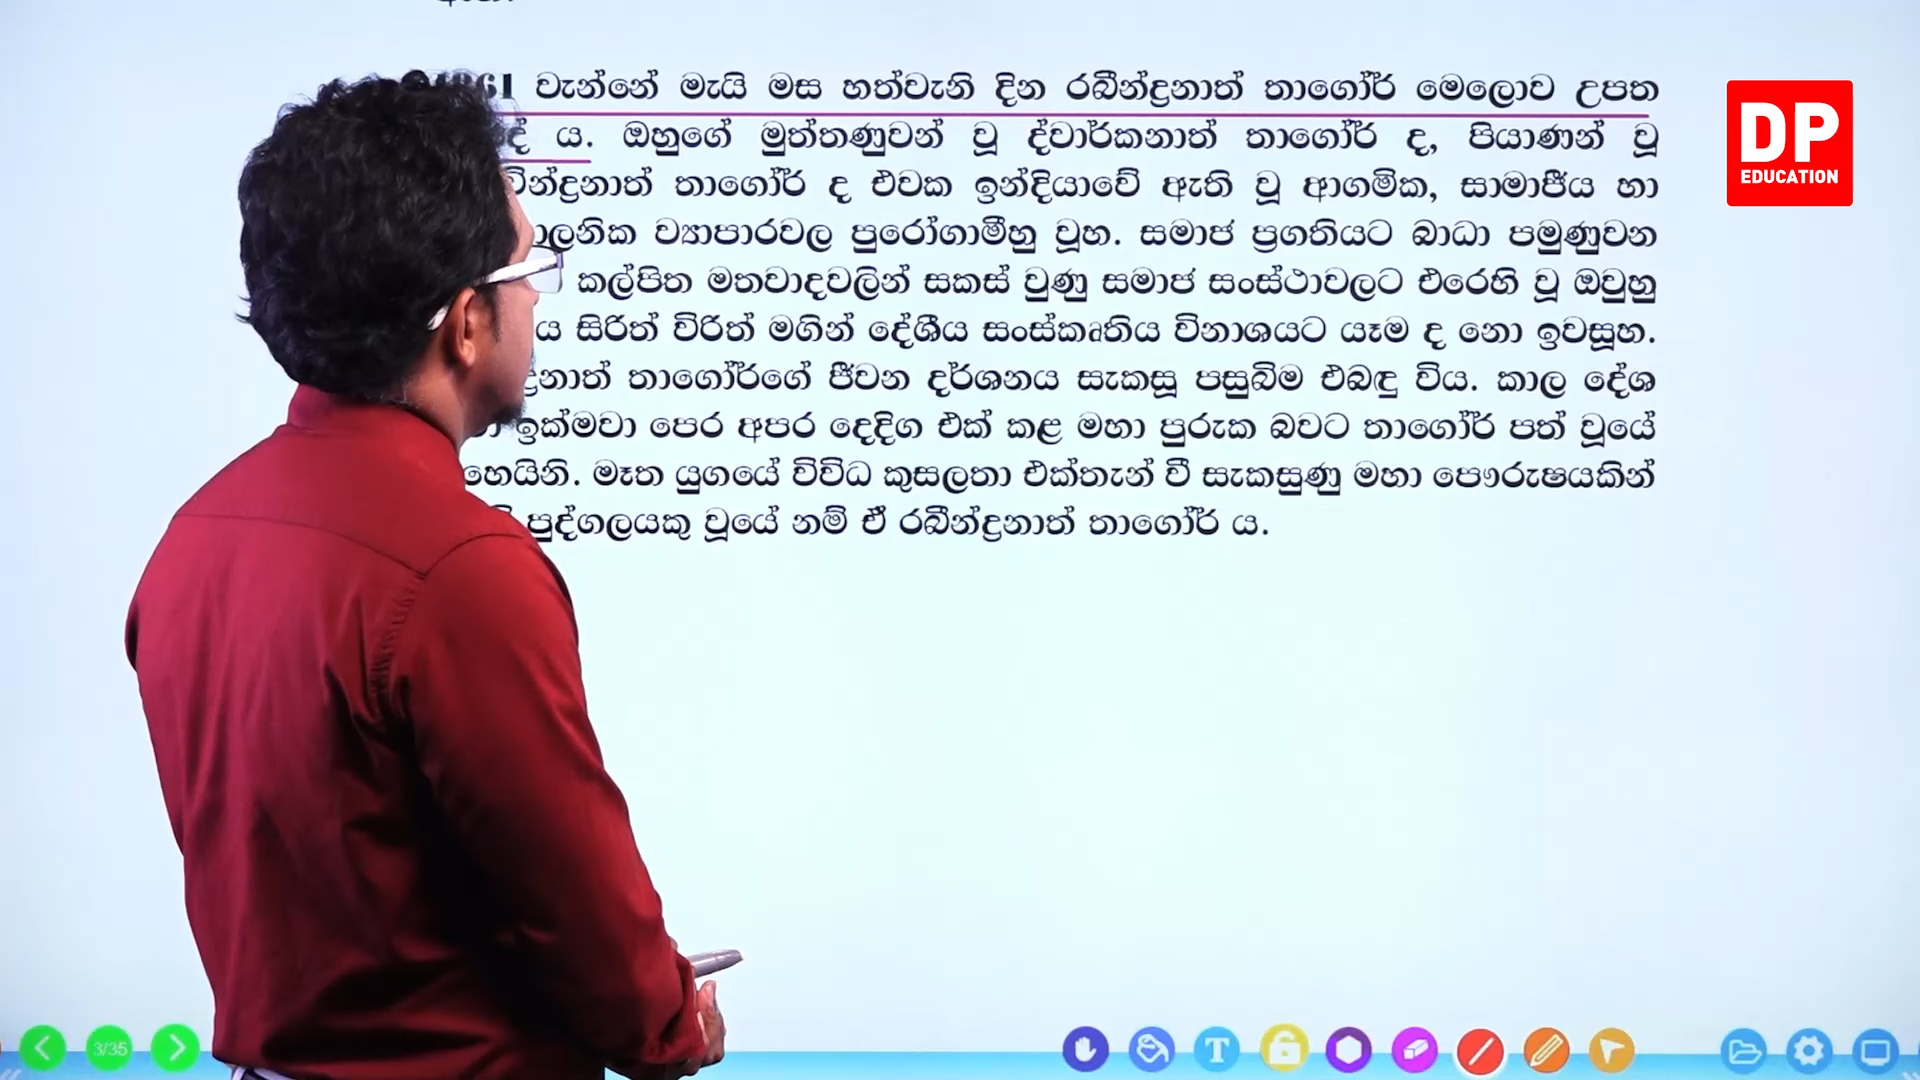 වැන්නේ මැයි මස හත්වැනි දින රබීන්ද්‍රනාත් තාගෝර් මෙලොව උපත
ය. ඔහුගේ මුත්තණුවන් වූ ද්වාර්කනාත් තාගෝර් ද, පියාණන් වූ
තාගෝර් ද එවක ඉන්දියාවේ ඇති වූ ආගමික, සාමාජීය හා
ව්‍යාපාරවල පුරෝගාමීහු වූහ. සමාජ ප්‍රගතියට බාධා පමුණුවන
කල්පිත මතවාදවලින් සකස් වුණු සමාජ සංස්ථාවලට එරෙහි වූ ඔවුහු
සිරිත් විරිත් මගින් දේශීය සංස්කෘතිය විනාශයට යෑම ද නො ඉවසූහ.
තාගෝර්ගේ ජීවන දර්ශනය සැකසූ පසුබිම එබඳු විය. කාල දේශ
ඉක්මවා පෙර අපර දෙදිග එක් කළ මහා පුරුක බවට තාගෝර් පත් වූයේ
හෙයිනි. මෑත යුගයේ විවිධ කුසලතා එක්තැන් වී සැකසුණු මහා පෞරුෂයකින්
පුද්ගලයකු වූයේ නම් ඒ රබීන්ද්‍රනාත් තාගෝර් ය.
DP
EDUCATION
3/35
T